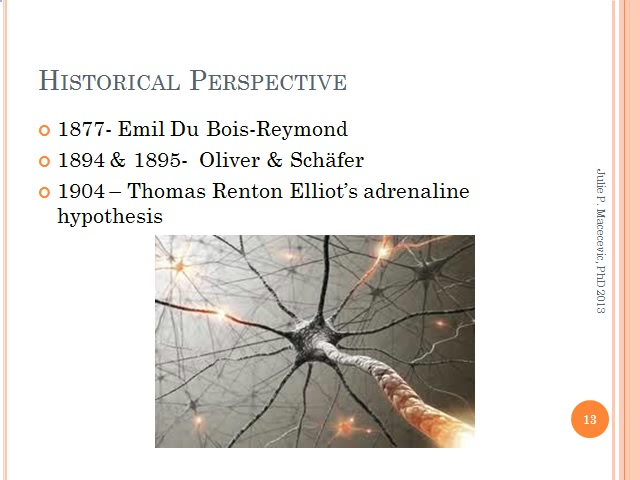 HISTORICAL PERSPECTIVE
1877- Emil Du Bois-Reymond
1894 & 1895-  Oliver & Schäfer
1904 – Thomas Renton Elliot’s adrenaline
hypothesis
Julie P. Macecevic, PhD 2013
13